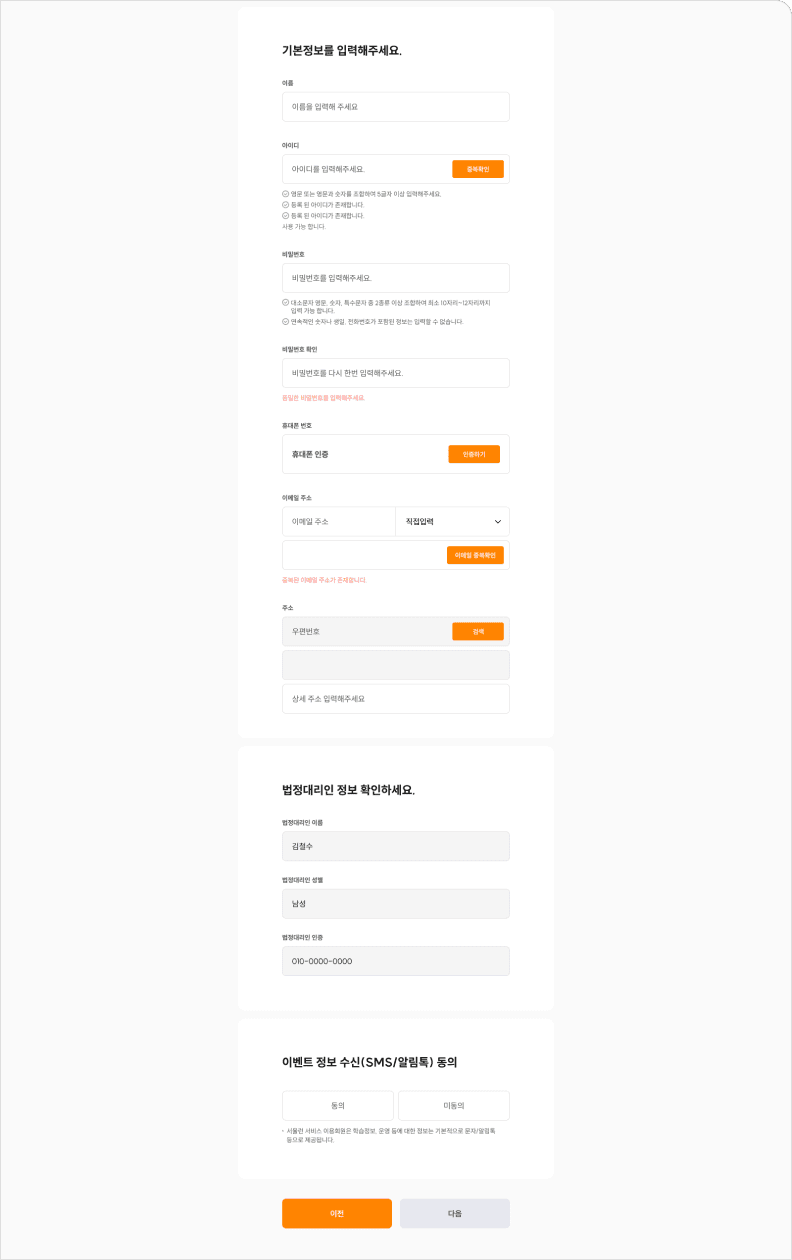 기본정보를 입력해주세요.
이름
이름을 입력해 주세요
아이디
아이디를 입력해주세요.
중복확인
영문 또는 영문과 숫자를 조합하여 5글자 이상 입력해주세요.
등록 된 아이디가 존재합니다.
등록 된 아이디가 존재합니다.
사용 가능 합니다.
비밀번호
비밀번호를 입력해주세요.
대소문자 영문, 숫자, 특수문자 중 2종류 이상 조합하여 최소 10자리~12자리까지
입력 가능 합니다.
연속적인 숫자나 생일, 전화번호가 포함된 정보는 입력할 수 없습니다.
비밀번호 확인
비밀번호를 다시 한번 입력해주세요.
동일한 비밀번호를 입력해주세요.
휴대폰 번호
휴대폰 인증
인증하기
이메일 주소
이메일 주소
직접입력
이메일 중복확인
중복된 이메일 주소가 존재합니다.
주소
우편번호
검색
상세 주소 입력해주세요
법정대리인 정보 확인하세요.
법정대리인 이름
김철수
법정대리인 성별
남성
법정대리인 인증
010-0000-0000
이벤트 정보 수신(SMS/알림톡) 동의
동의
미동의
• 서울런 서비스 이용회원은 학습정보, 운영 등에 대한 정보는 기본적으로 문자/알림톡
등으로 제공됩니다.
이전
다음